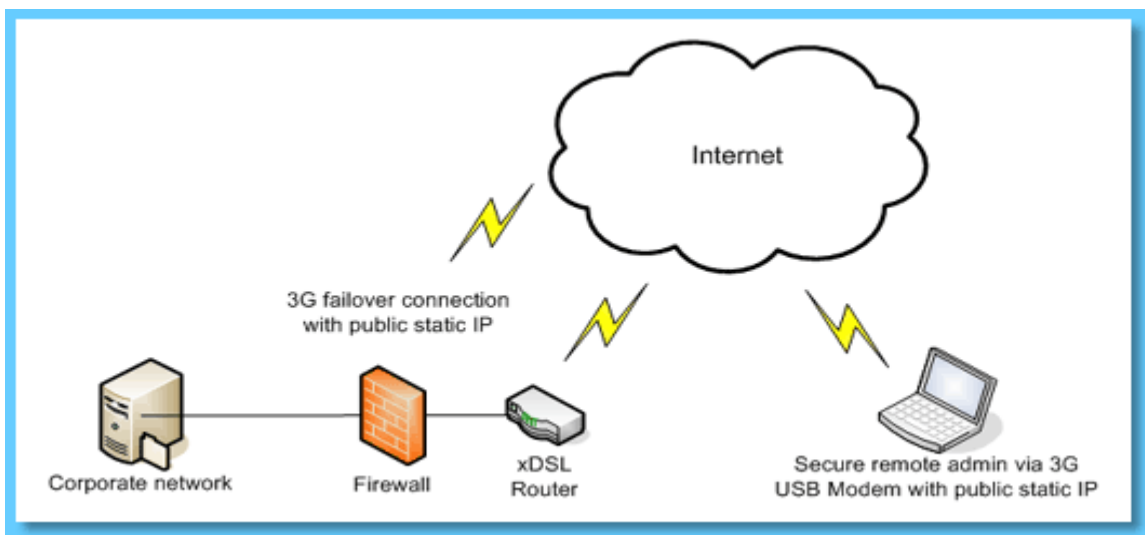 Internet
3G failover connection
with public static IP
Corporate network
Firewall
xDSL
Router
Secure remote admin via 3G
USB Modem with public static IP